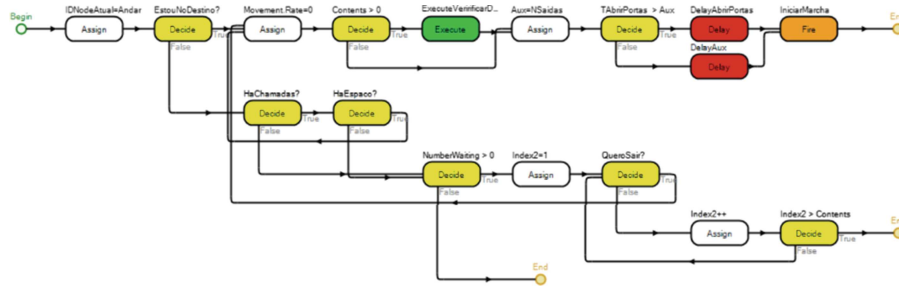 Begin
IDNodeAtual=Andar
Assign
EstouNoDestino?
Decide
True
False
Movement.Rate=0
Assign
Contents > 0
Decide
True
False
ExecuteVeririficarD...
Execute
Aux=NSaidas
Assign
TAbrirPortas > Aux
Decide
True
False
DelayAbrirPortas
Delay
DelayAux
Delay
IniciarMarcha
Fire
En
HaChamadas?
Decide
True
False
HaEspaco?
Decide
True
False
NumberWaiting > 0
Decide
True
False
Index2=1
Assign
QueroSair?
Decide
True
False
Index2++
Assign
Index2 > Contents
Decide
True
False
En
End